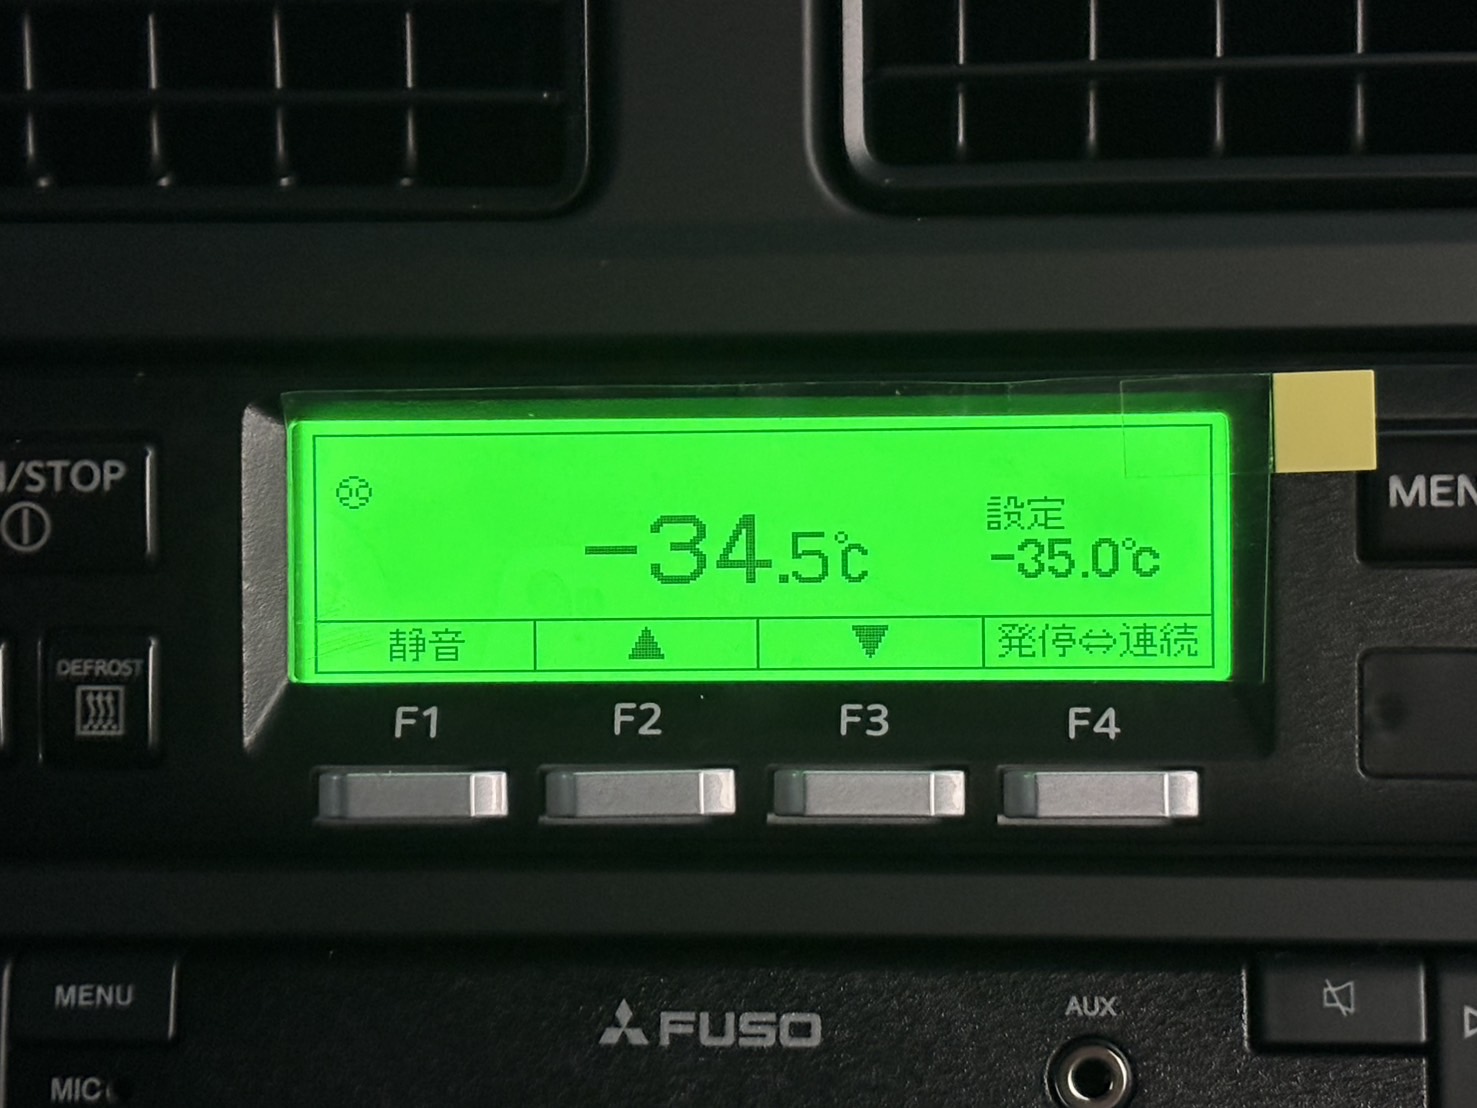 /STOP
DEFROST
設定
-34.5℃
-35.0℃
静音 ▲ ▼ 発停⇔連続
F1 F2 F3 F4
MEN
MENU
FUSO
AUX
MIC